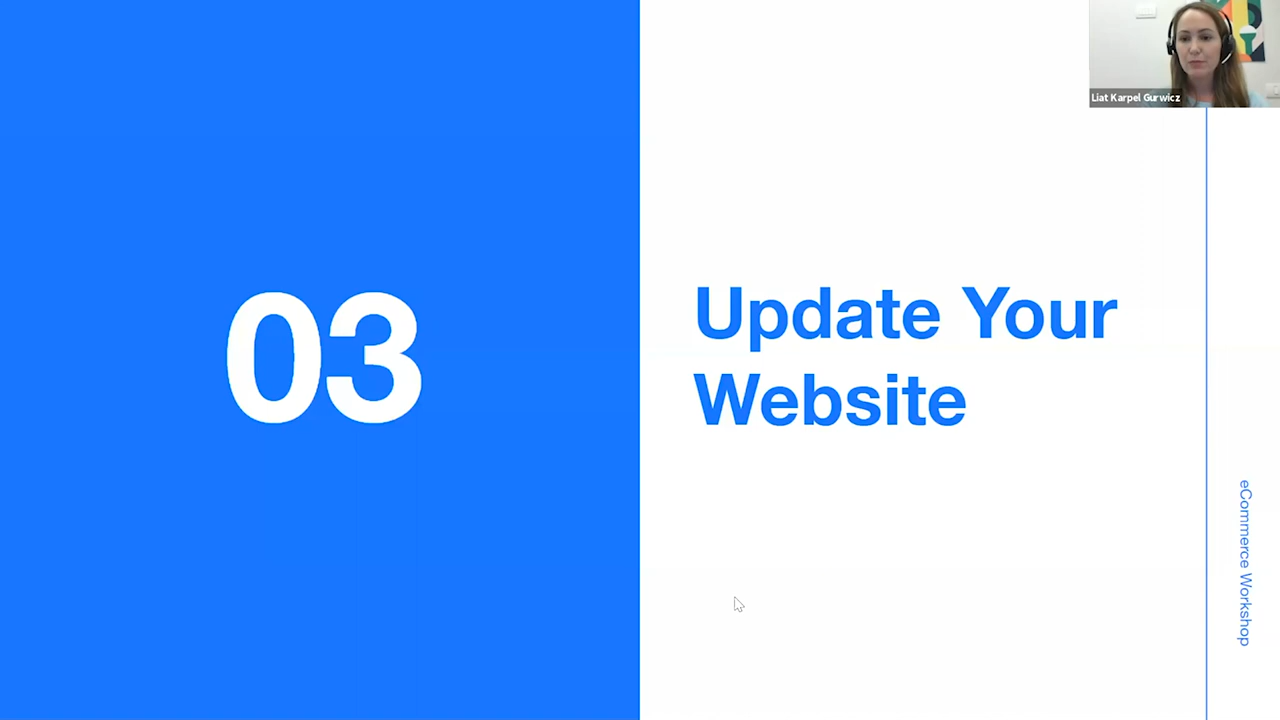 Liat Karpel Gurwicz
03
Update Your
Website
eCommerce Workshop